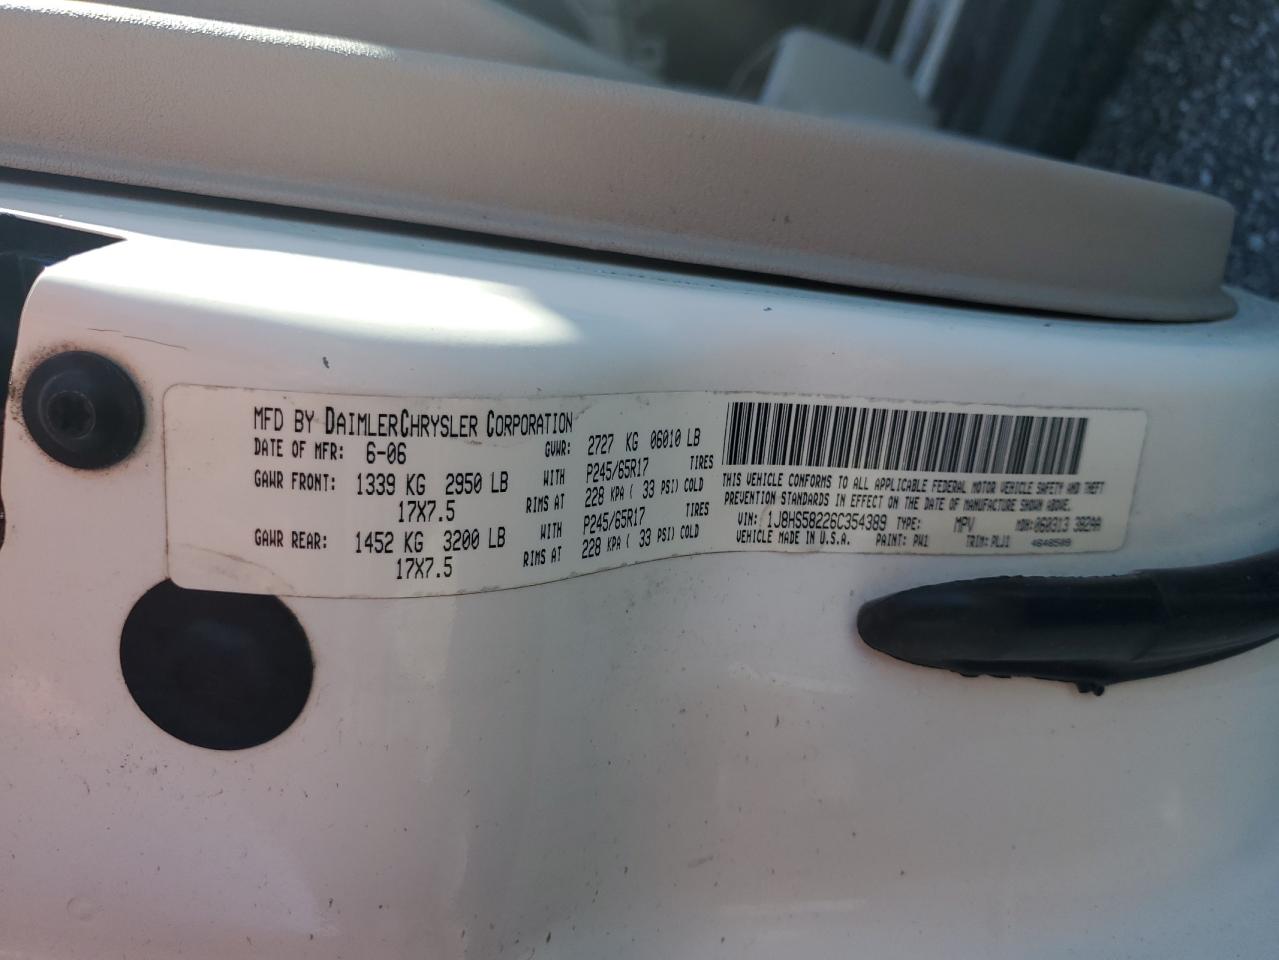 MFD BY DAIMLERCHRYSLER CORPORATION
DATE OF MFR: 6-06 GVWR: 2727 KG 06010 LB
GAWR FRONT: 1339 KG 2950 LB WITH P245/65R17 TIRES
17X7.5 RIMS AT 228 KPA ( 33 PSI) COLD
GAWR REAR: 1452 KG 3200 LB WITH P245/65R17 TIRES
17X7.5 RIMS AT 228 KPA ( 33 PSI) COLD
THIS VEHICLE CONFORMS TO ALL APPLICABLE FEDERAL MOTOR VEHICLE SAFETY AND THEFT
PREVENTION STANDARDS IN EFFECT ON THE DATE OF MANUFACTURE SHOWN ABOVE.
VIN: 1J8HS58226C354389 TYPE: MPV MDH: 060313 382AA
VEHICLE MADE IN U.S.A. PAINT: PW1 TRIM: PLJ1